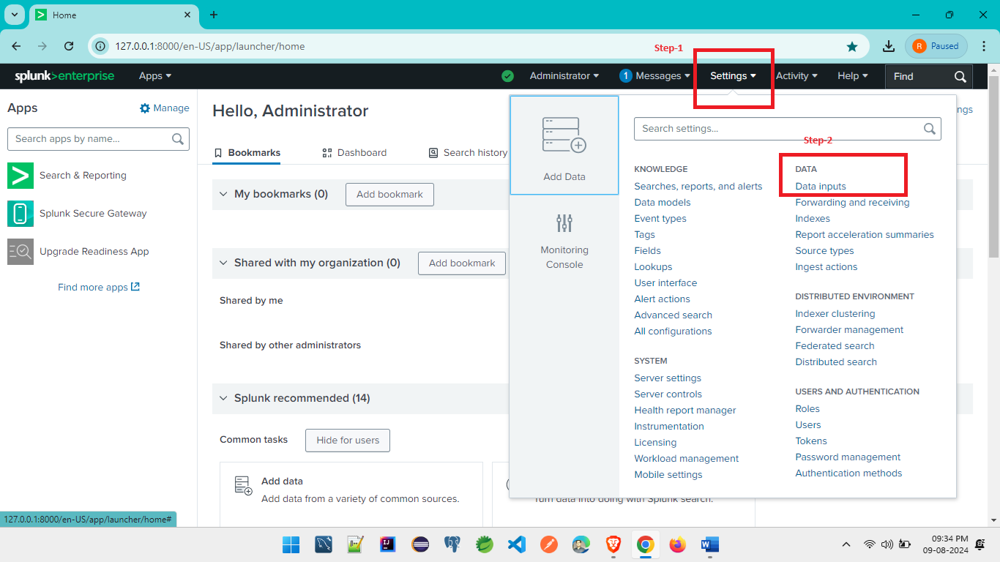 Home
127.0.0.1:8000/en-US/app/launcher/home
Paused
R
Step-1
splunk>enterprise
Apps
Administrator
1
Messages
Settings
Activity
Help
Find
Apps
Manage
Search apps by name...
Search & Reporting
Splunk Secure Gateway
Upgrade Readiness App
Find more apps
Hello, Administrator
Bookmarks
Dashboard
Search history
My bookmarks (0)
Add bookmark
Shared with my organization (0)
Add bookmark
Shared by me
Shared by other administrators
Splunk recommended (14)
Common tasks
Hide for users
Add data
Add data from a variety of common sources.
Turn data into doing with Splunk search.
Add Data
Monitoring
Console
Search settings...
Step-2
KNOWLEDGE
Searches, reports, and alerts
Data models
Event types
Tags
Fields
Lookups
User interface
Alert actions
Advanced search
All configurations
SYSTEM
Server settings
Server controls
Health report manager
Instrumentation
Licensing
Workload management
Mobile settings
DATA
Data inputs
Forwarding and receiving
Indexes
Report acceleration summaries
Source types
Ingest actions
DISTRIBUTED ENVIRONMENT
Indexer clustering
Forwarder management
Federated search
Distributed search
USERS AND AUTHENTICATION
Roles
Users
Tokens
Password management
Authentication methods
127.0.0.1:8000/en-US/app/launcher/home#
09:34 PM
09-08-2024